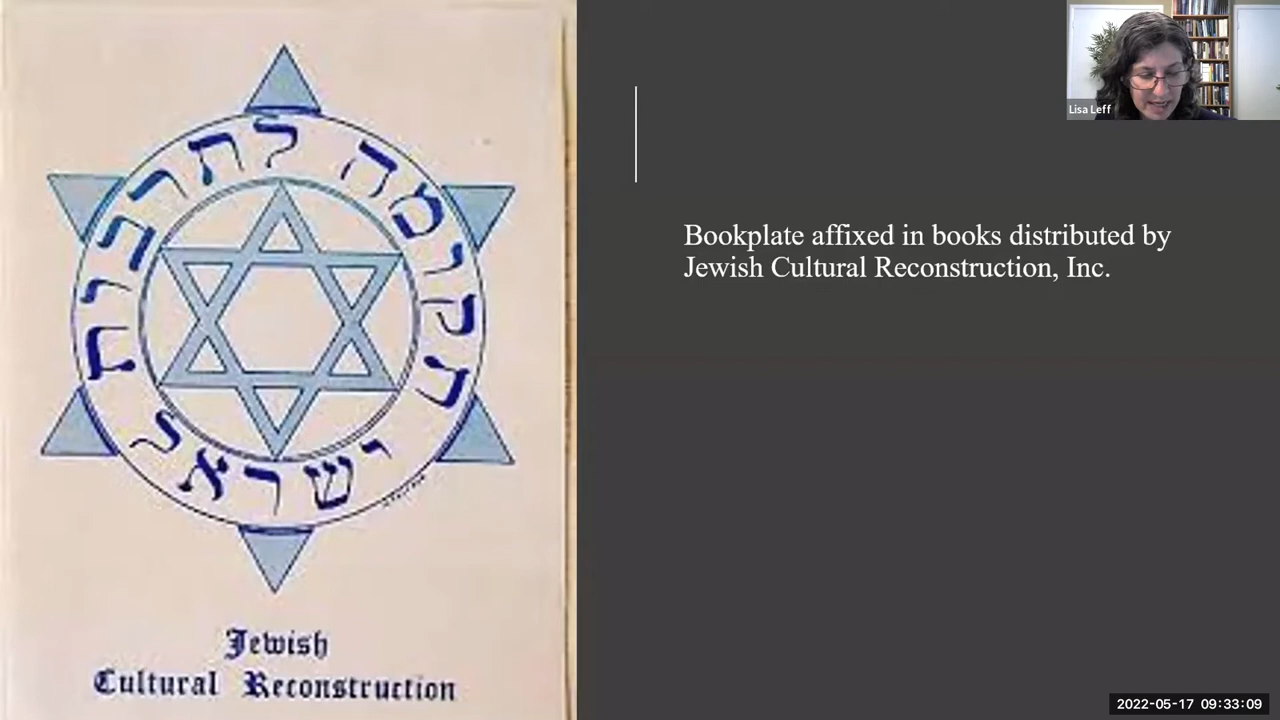 תקומה לתרבות
ישראל
Jewish
Cultural Reconstruction
Bookplate affixed in books distributed by
Jewish Cultural Reconstruction, Inc.
Lisa Leff
2022-05-17 09:33:09